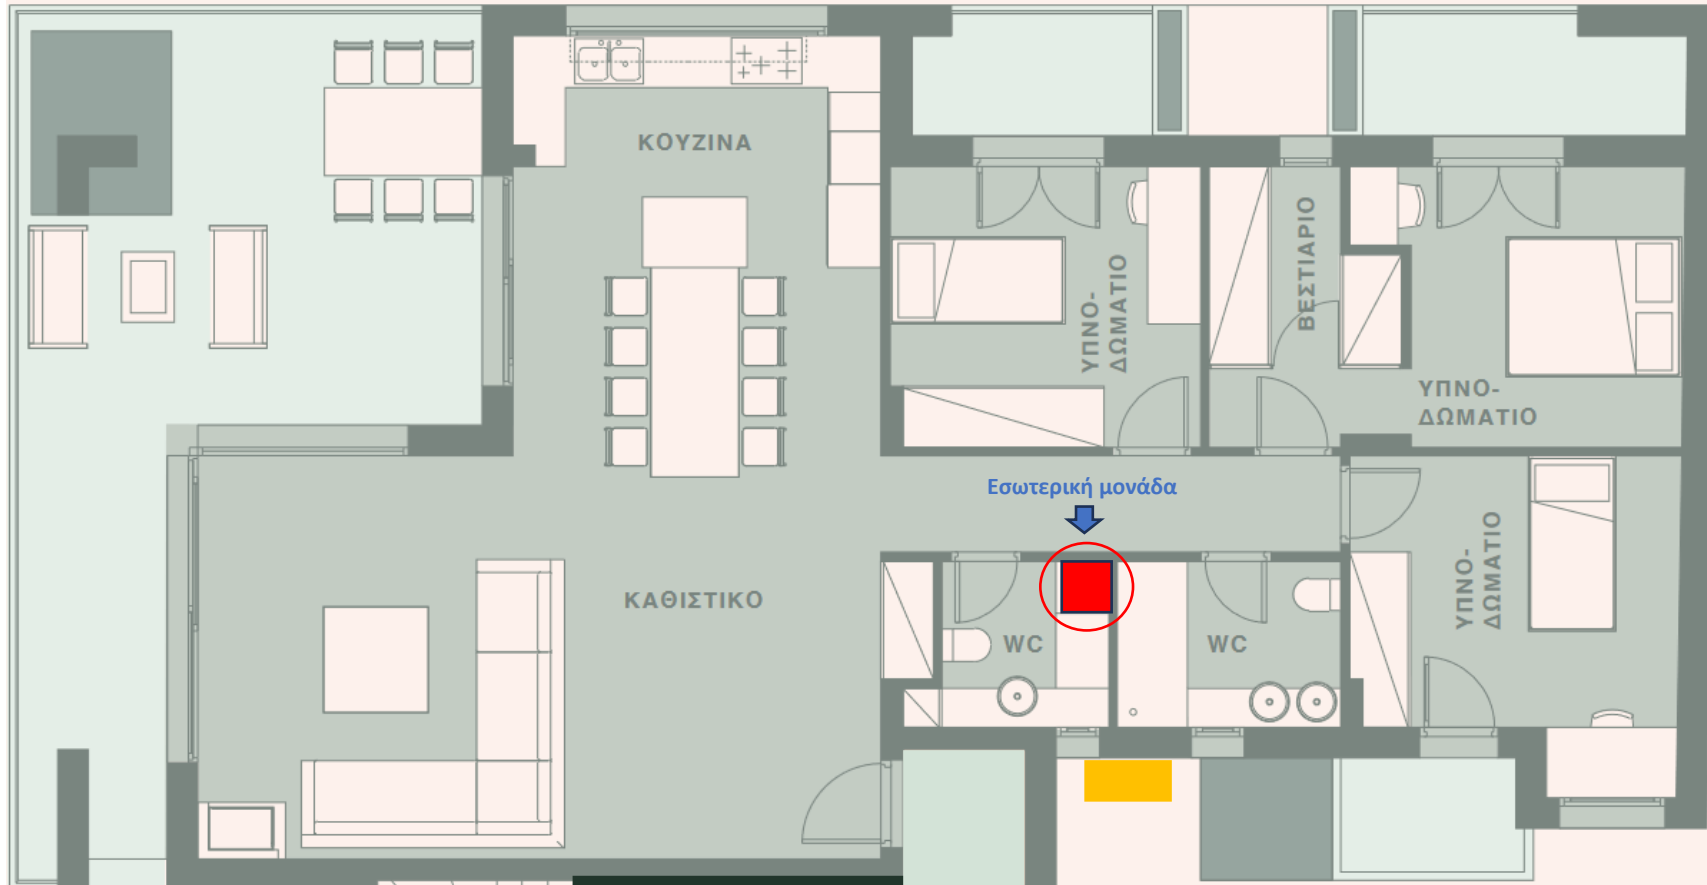 ΚΟΥΖΙΝΑ
ΥΠΝΟ-
ΔΩΜΑΤΙΟ
ΒΕΣΤΙΑΡΙΟ
ΥΠΝΟ-
ΔΩΜΑΤΙΟ
Εσωτερική μονάδα
ΥΠΝΟ-
ΔΩΜΑΤΙΟ
ΚΑΘΙΣΤΙΚΟ
WC
WC